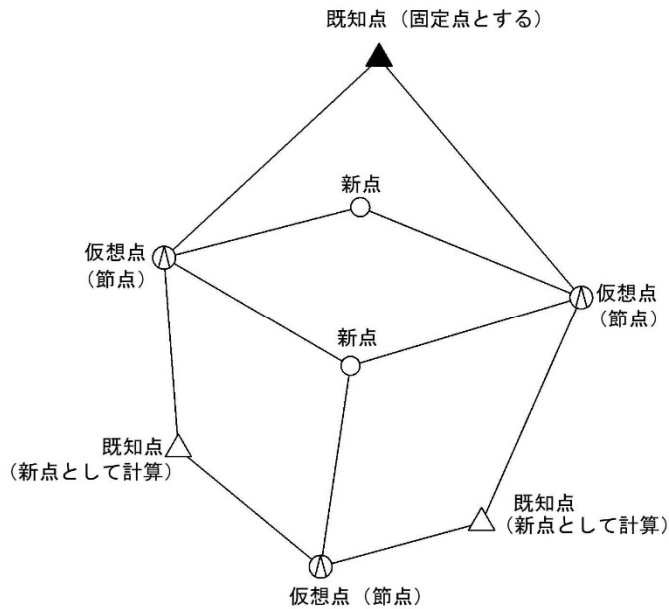 既知点（固定点とする）
新点
仮想点
（節点）
仮想点
（節点）
新点
既知点
（新点として計算）
既知点
（新点として計算）
仮想点（節点）